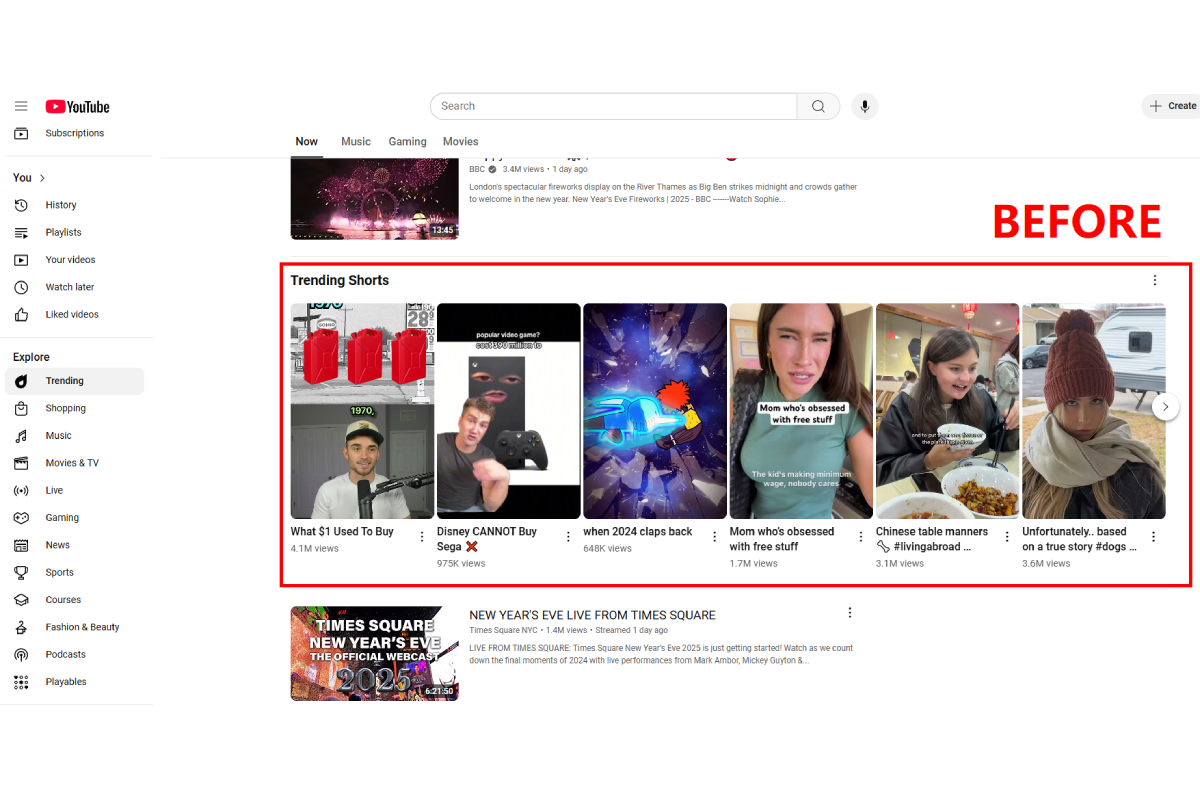 YouTube
Search
Create
Subscriptions
Now
Music
Gaming
Movies
You
BBC 3.4M views • 1 day ago
London's spectacular fireworks display on the River Thames as Big Ben strikes midnight and crowds gather
to welcome in the new year. New Year's Eve Fireworks | 2025 - BBC -------Watch Sophie...
13:45
BEFORE
History
Playlists
Your videos
Watch later
Liked videos
Explore
Trending
Shopping
Music
Movies & TV
Live
Gaming
News
Sports
Courses
Fashion & Beauty
Podcasts
Playables
Trending Shorts
1970
SOHIO
28
1970,
What $1 Used To Buy
4.1M views
popular video game?
cost $90 million to
Disney CANNOT Buy
Sega ❌
975K views
when 2024 claps back
648K views
Mom who's obsessed
with free stuff
The kid's making minimum
wage, nobody cares
Mom who's obsessed
with free stuff
1.7M views
Chinese table manners
🦴 #livingabroad ...
3.1M views
Unfortunately.. based
on a true story #dogs ...
3.6M views
TIMES SQUARE
NEW YEAR'S EVE
THE OFFICIAL WEBCAST
2025
6:21:50
NEW YEAR'S EVE LIVE FROM TIMES SQUARE
Times Square NYC • 1.4M views • Streamed 1 day ago
LIVE FROM TIMES SQUARE: Times Square New Year's Eve 2025 is just getting started! Watch as we count
down the final moments of 2024 with live performances from Mark Ambor, Mickey Guyton &...